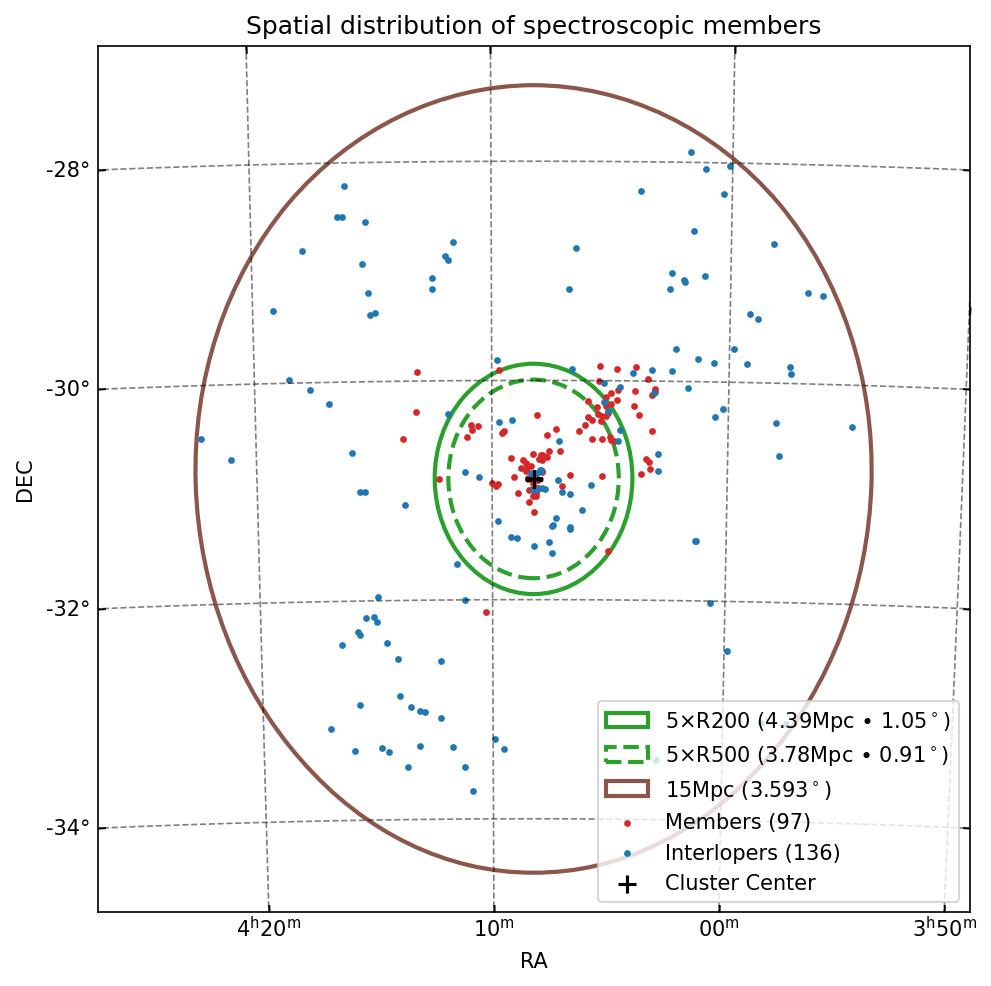 Spatial distribution of spectroscopic members
-28°
-30°
-32°
-34°
DEC
5×R200 (4.39Mpc • 1.05°)
5×R500 (3.78Mpc • 0.91°)
15Mpc (3.593°)
Members (97)
Interlopers (136)
Cluster Center
4ʰ20ᵐ
10ᵐ
00ᵐ
3ʰ50ᵐ
RA